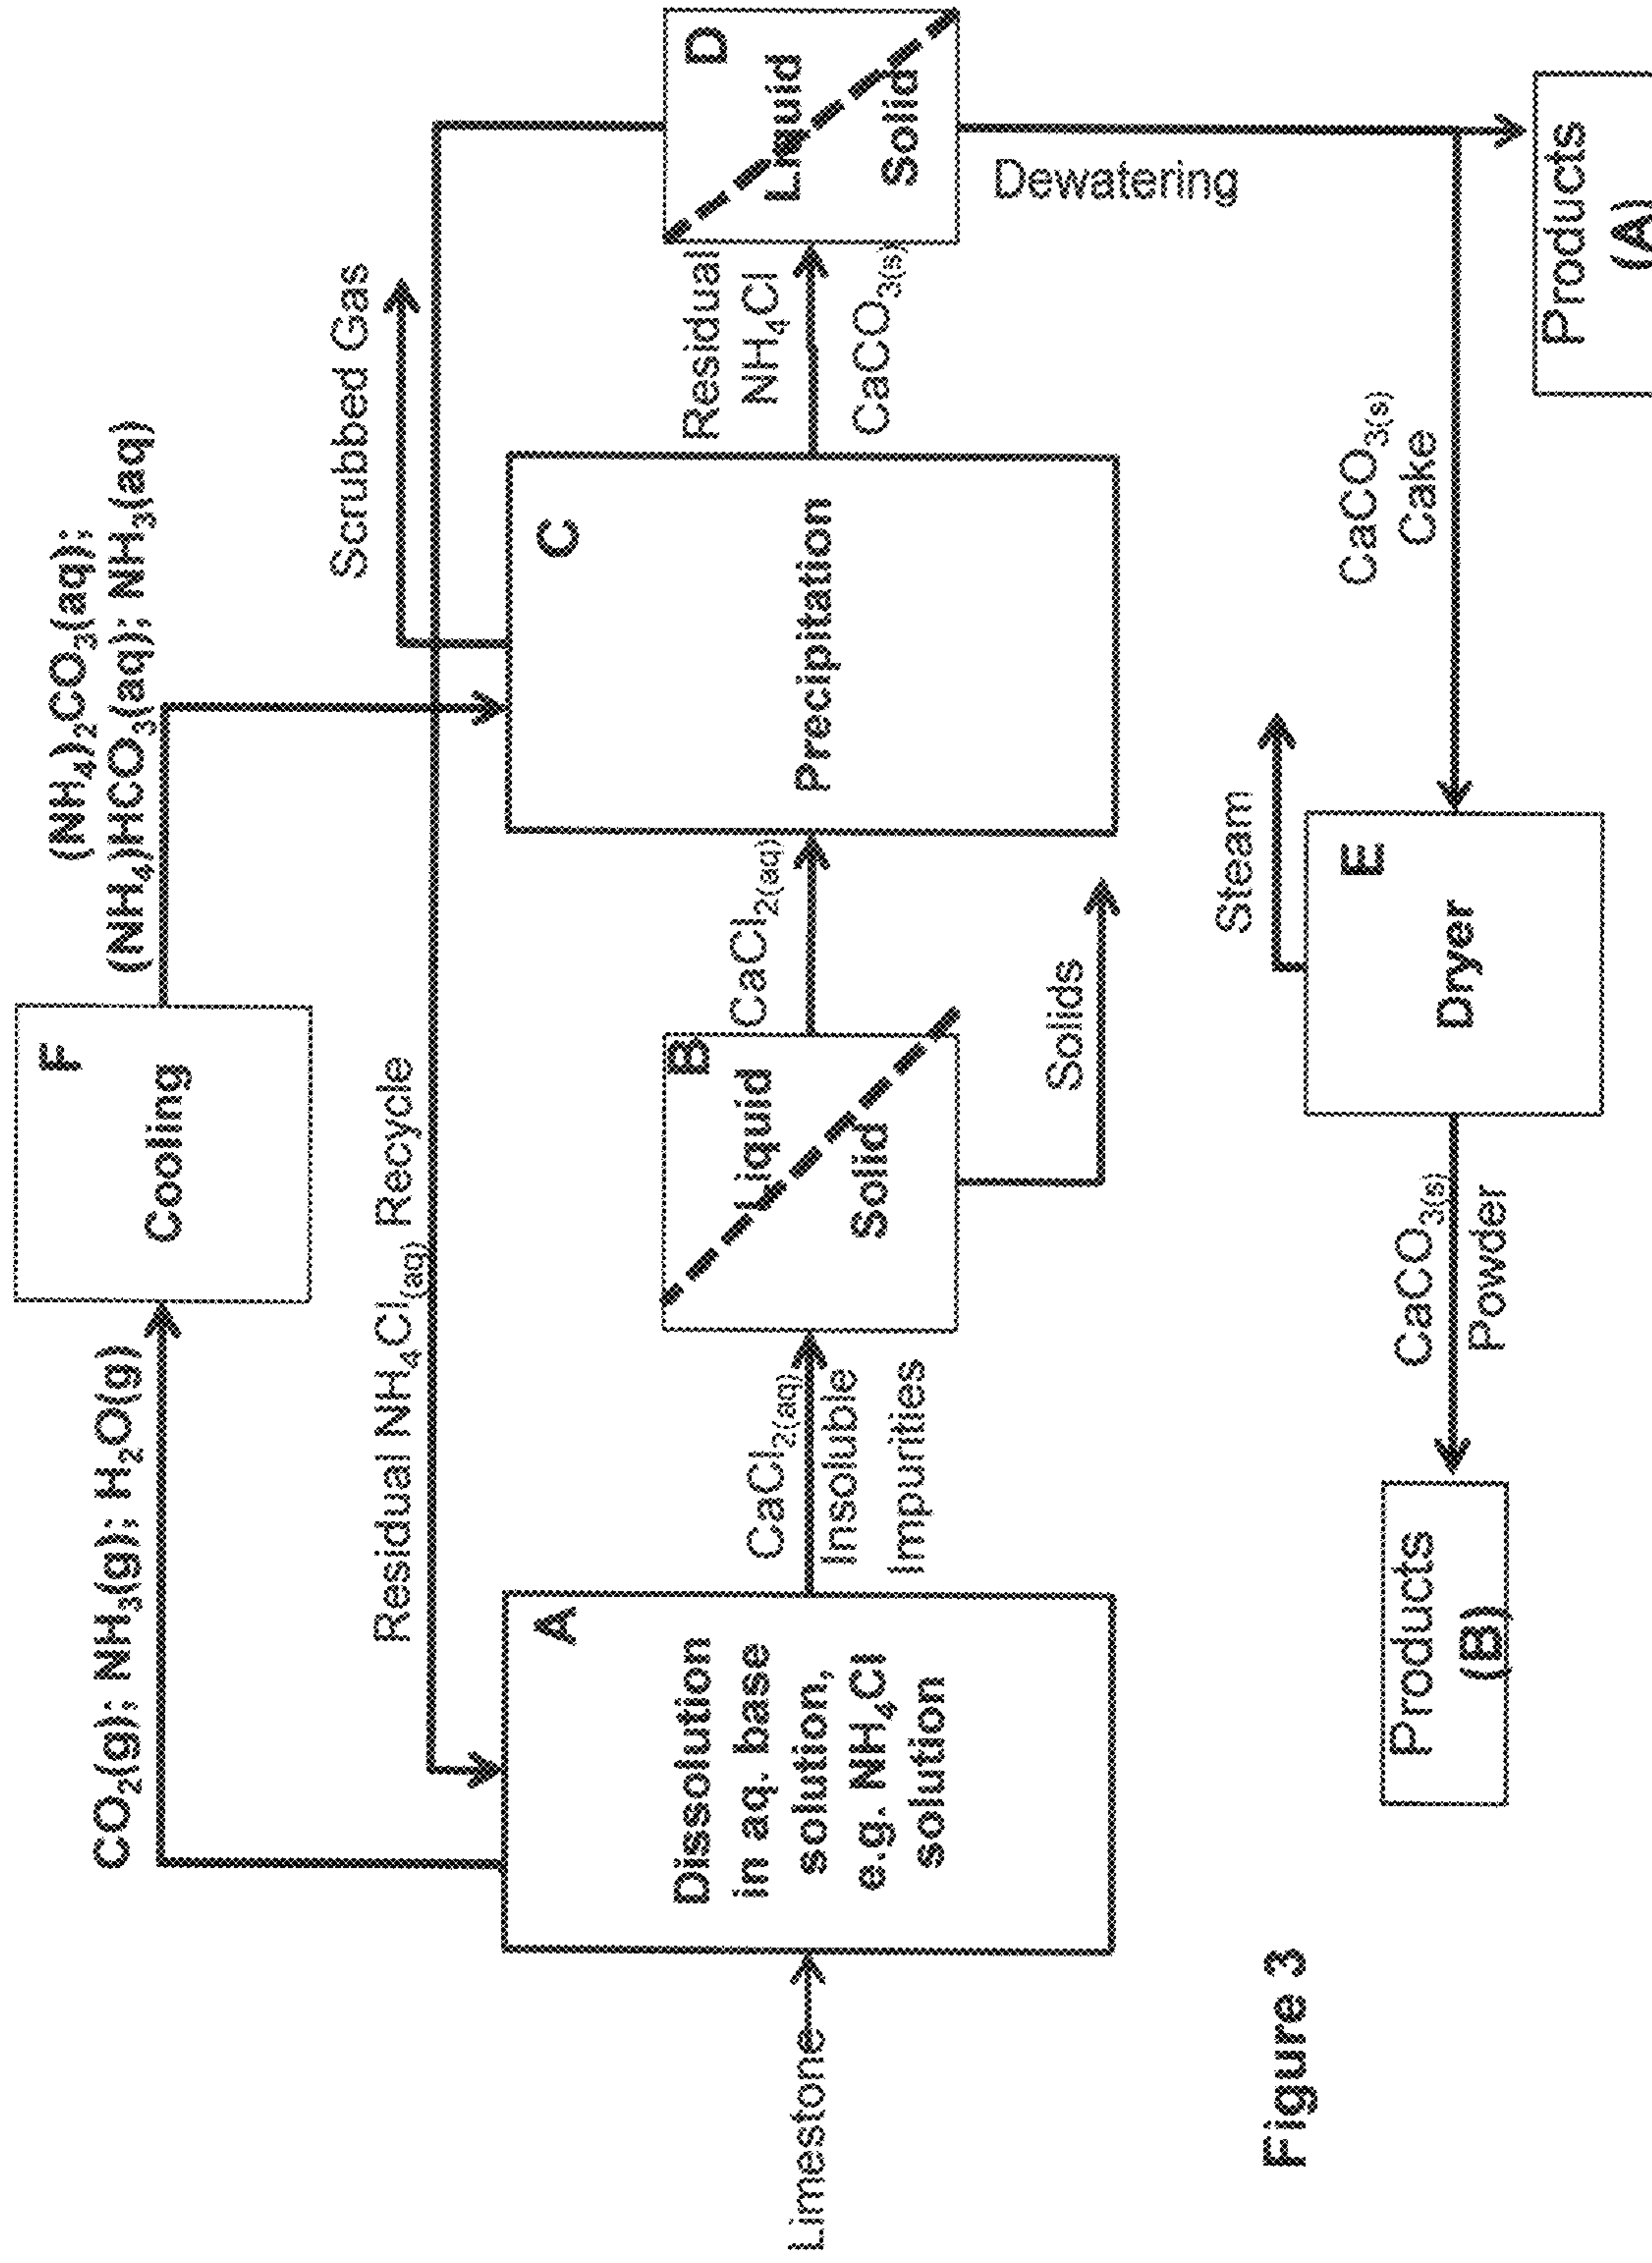 CO₂(g); NH₃(g); H₂O(g)
F
Cooling
(NH₄)₂CO₃(aq);
(NH₄)HCO₃(aq); NH₃(aq)
Scrubbed Gas
Residual NH₄Cl(aq) Recycle
Limestone
A
Dissolution
in aq. base
solution,
e.g. NH₄Cl
solution
CaCl₂(aq)
Insoluble
Impurities
B
Liquid
Solid
Solids
CaCl₂(aq)
C
Precipitation
Residual
NH₄Cl
CaCO₃(s)
D
Liquid
Solid
Dewatering
Products
(A)
CaCO₃(s)
Cake
Steam
E
Dryer
CaCO₃(s)
Powder
Products
(B)
Figure 3